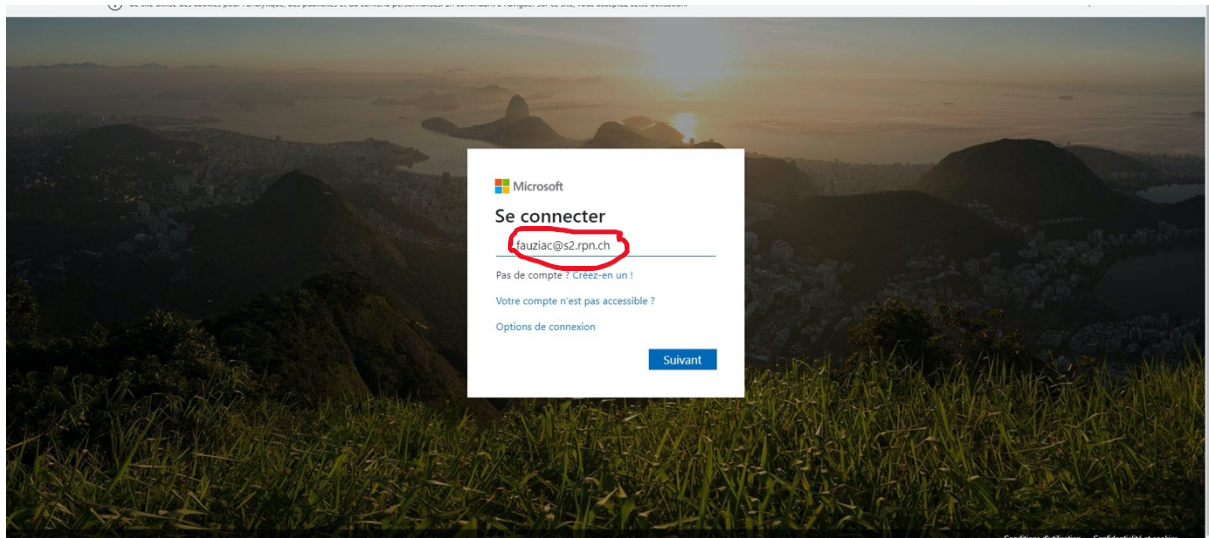 Microsoft
Se connecter
fauziac@s2.rpn.ch
Pas de compte ? Créez-en un !
Votre compte n'est pas accessible ?
Options de connexion
Suivant